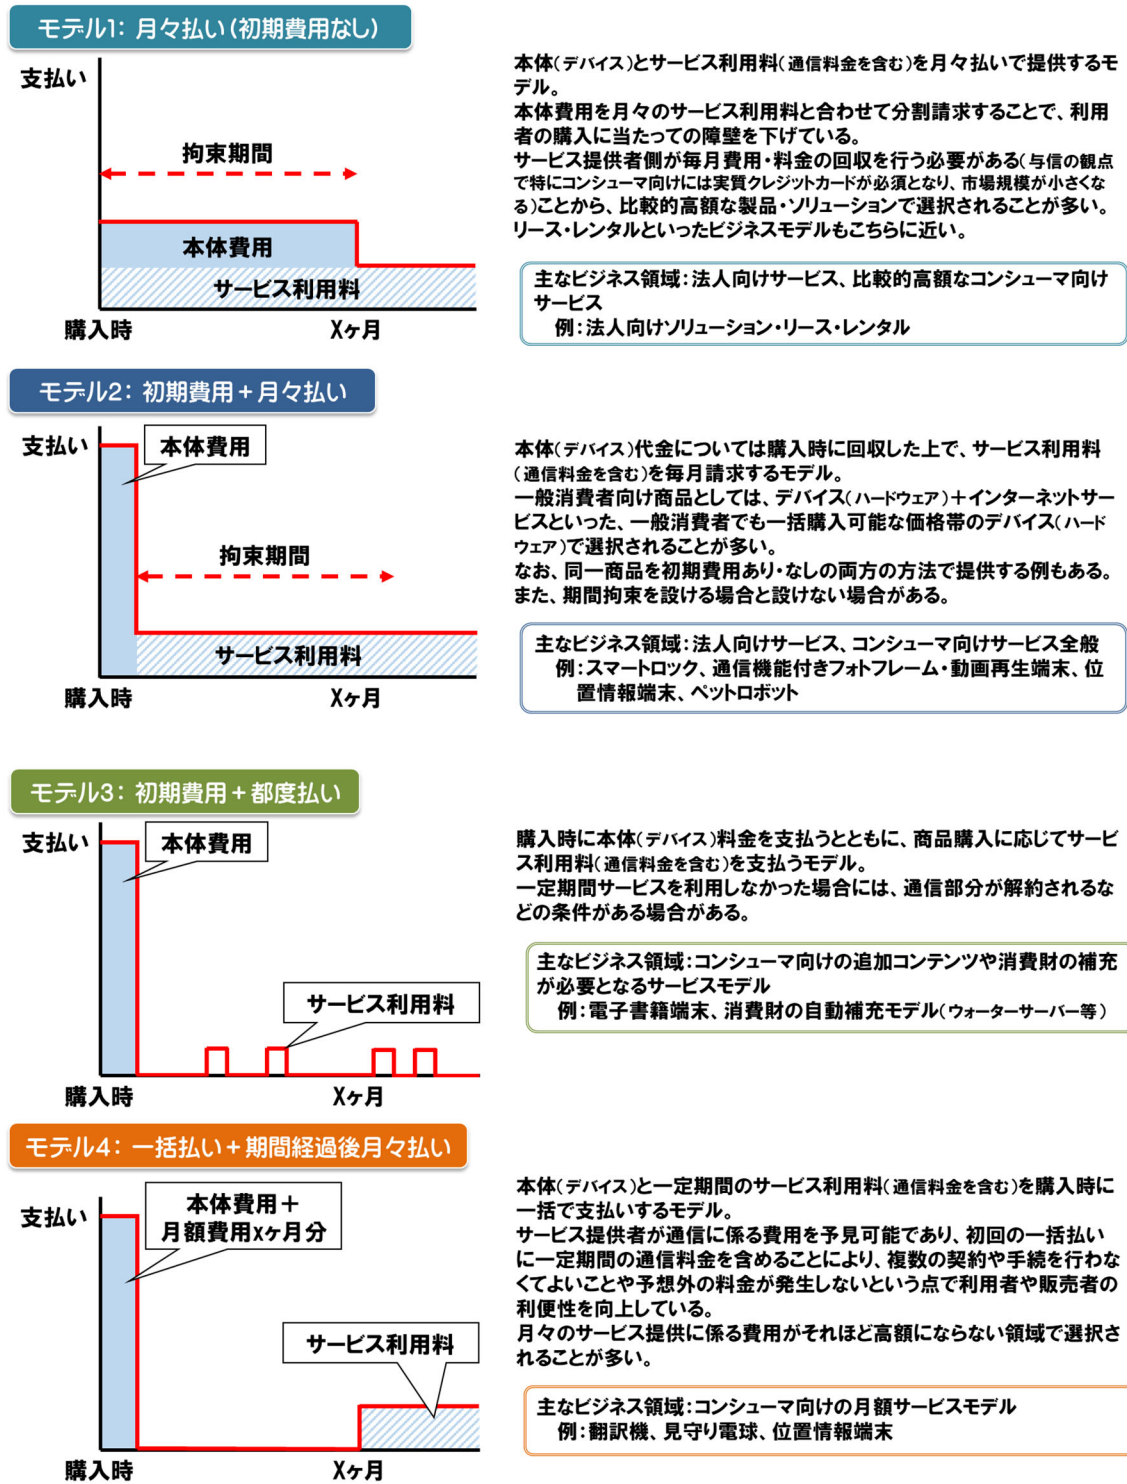 モデル1: 月々払い(初期費用なし)
支払い
拘束期間
本体費用
サービス利用料
購入時
Xヶ月
本体(デバイス)とサービス利用料(通信料金を含む)を月々払いで提供するモ
デル。
本体費用を月々のサービス利用料と合わせて分割請求することで、利用
者の購入に当たっての障壁を下げている。
サービス提供者側が毎月費用・料金の回収を行う必要がある(与信の観点
で特にコンシューマ向けには実質クレジットカードが必須となり、市場規模が小さくな
る)ことから、比較的高額な製品・ソリューションで選択されることが多い。
リース・レンタルといったビジネスモデルもこちらに近い。
主なビジネス領域:法人向けサービス、比較的高額なコンシューマ向け
サービス
例:法人向けソリューション・リース・レンタル
モデル2: 初期費用+月々払い
支払い
本体費用
拘束期間
サービス利用料
購入時
Xヶ月
本体(デバイス)代金については購入時に回収した上で、サービス利用料
(通信料金を含む)を毎月請求するモデル。
一般消費者向け商品としては、デバイス(ハードウェア)+インターネットサー
ビスといった、一般消費者でも一括購入可能な価格帯のデバイス(ハード
ウェア)で選択されることが多い。
なお、同一商品を初期費用あり・なしの両方の方法で提供する例もある。
また、期間拘束を設ける場合と設けない場合がある。
主なビジネス領域:法人向けサービス、コンシューマ向けサービス全般
例:スマートロック、通信機能付きフォトフレーム・動画再生端末、位
置情報端末、ペットロボット
モデル3: 初期費用+都度払い
支払い
本体費用
サービス利用料
購入時
Xヶ月
購入時に本体(デバイス)料金を支払うとともに、商品購入に応じてサービ
ス利用料(通信料金を含む)を支払うモデル。
一定期間サービスを利用しなかった場合には、通信部分が解約されるな
どの条件がある場合がある。
主なビジネス領域:コンシューマ向けの追加コンテンツや消費財の補充
が必要となるサービスモデル
例:電子書籍端末、消費財の自動補充モデル(ウォーターサーバー等)
モデル4: 一括払い+期間経過後月々払い
支払い
本体費用+
月額費用xヶ月分
サービス利用料
購入時
Xヶ月
本体(デバイス)と一定期間のサービス利用料(通信料金を含む)を購入時に
一括で支払いするモデル。
サービス提供者が通信に係る費用を予見可能であり、初回の一括払い
に一定期間の通信料金を含めることにより、複数の契約や手続を行わな
くてよいことや予想外の料金が発生しないという点で利用者や販売者の
利便性を向上している。
月々のサービス提供に係る費用がそれほど高額にならない領域で選択さ
れることが多い。
主なビジネス領域:コンシューマ向けの月額サービスモデル
例:翻訳機、見守り電球、位置情報端末